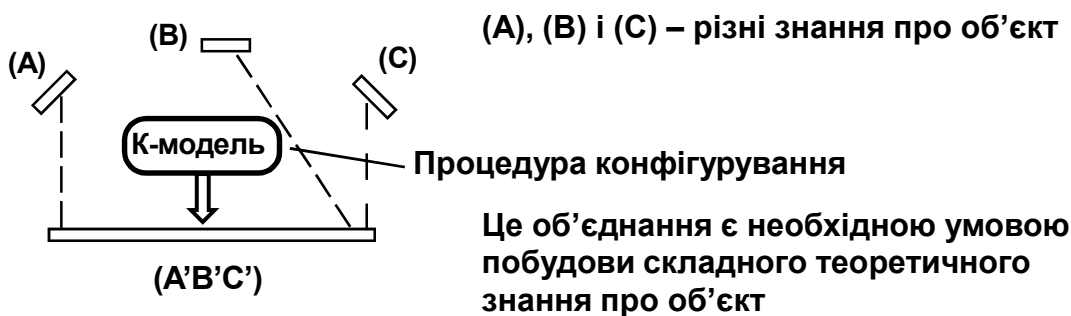 (А), (В) і (С) – різні знання про об’єкт
(В)
(А)
(С)
К-модель
Процедура конфігурування
(А’В’С’)
Це об’єднання є необхідною умовою
побудови складного теоретичного
знання про об’єкт